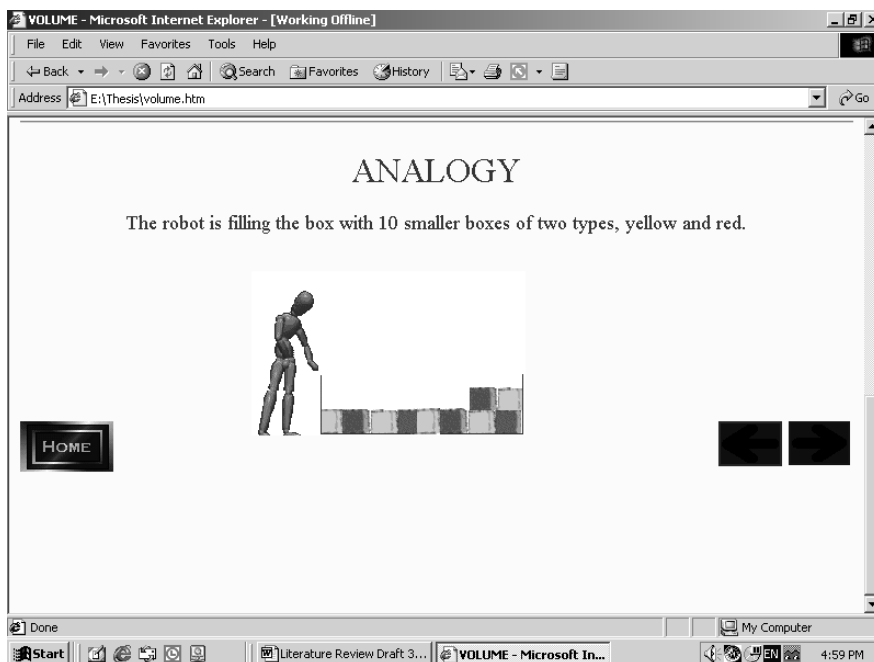 VOLUME - Microsoft Internet Explorer - [Working Offline]
File Edit View Favorites Tools Help
Back Search Favorites History
Address E:\Thesis\volume.htm Go
ANALOGY
The robot is filling the box with 10 smaller boxes of two types, yellow and red.
HOME
Done My Computer
Start Literature Review Draft 3... VOLUME - Microsoft In... EN 4:59 PM